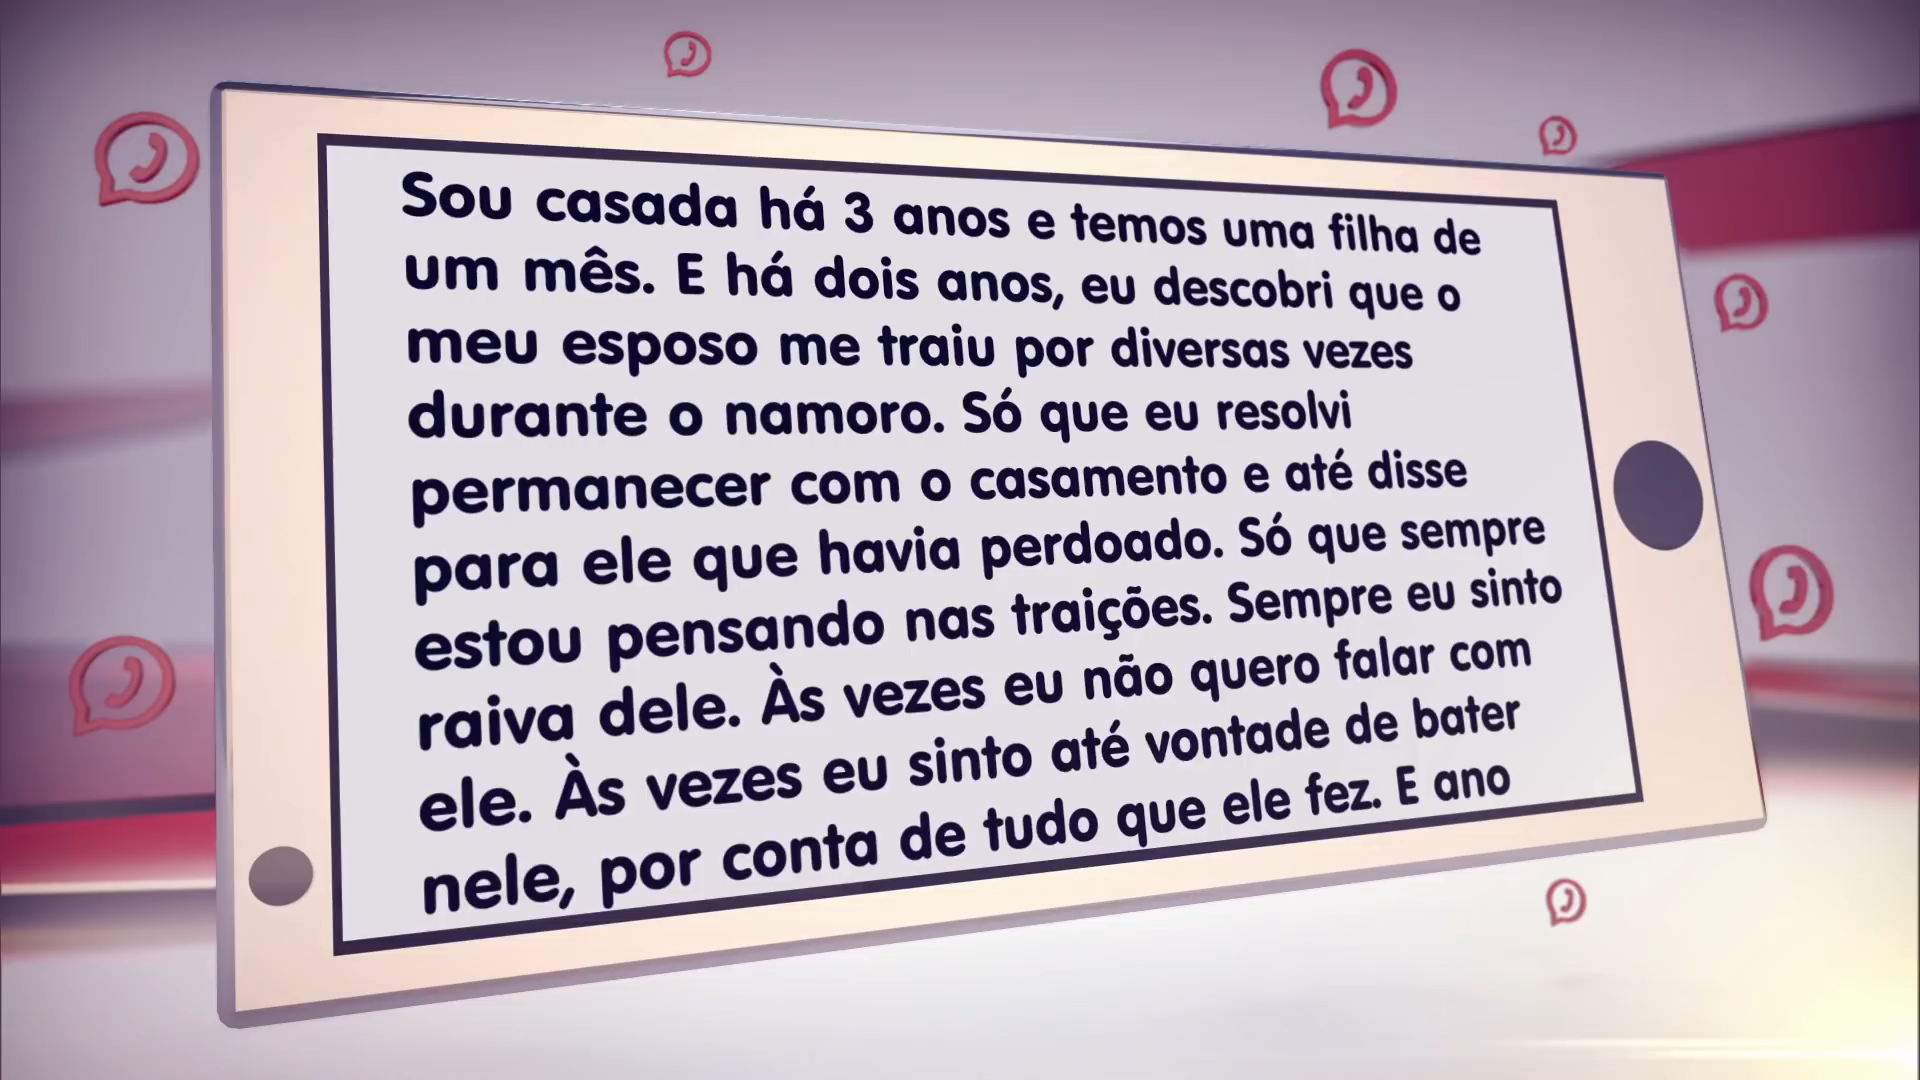 Sou casada há 3 anos e temos uma filha de
um mês. E há dois anos, eu descobri que o
meu esposo me traiu por diversas vezes
durante o namoro. Só que eu resolvi
permanecer com o casamento e até disse
para ele que havia perdoado. Só que sempre
estou pensando nas traições. Sempre eu sinto
raiva dele. Às vezes eu não quero falar com
ele. Às vezes eu sinto até vontade de bater
nele, por conta de tudo que ele fez. E ano